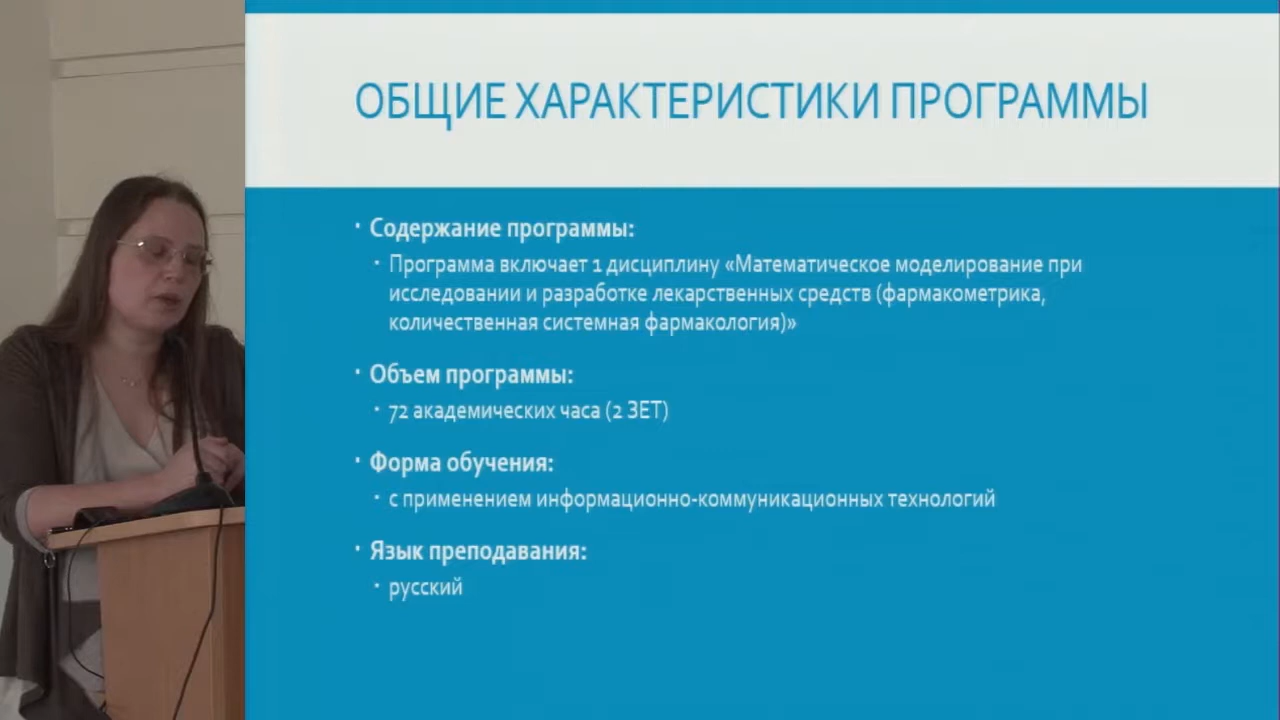 ОБЩИЕ ХАРАКТЕРИСТИКИ ПРОГРАММЫ
· Содержание программы:
· Программа включает 1 дисциплину «Математическое моделирование при
исследовании и разработке лекарственных средств (фармакометрика,
количественная системная фармакология)»
· Объем программы:
· 72 академических часа (2 ЗЕТ)
· Форма обучения:
· с применением информационно-коммуникационных технологий
· Язык преподавания:
· русский